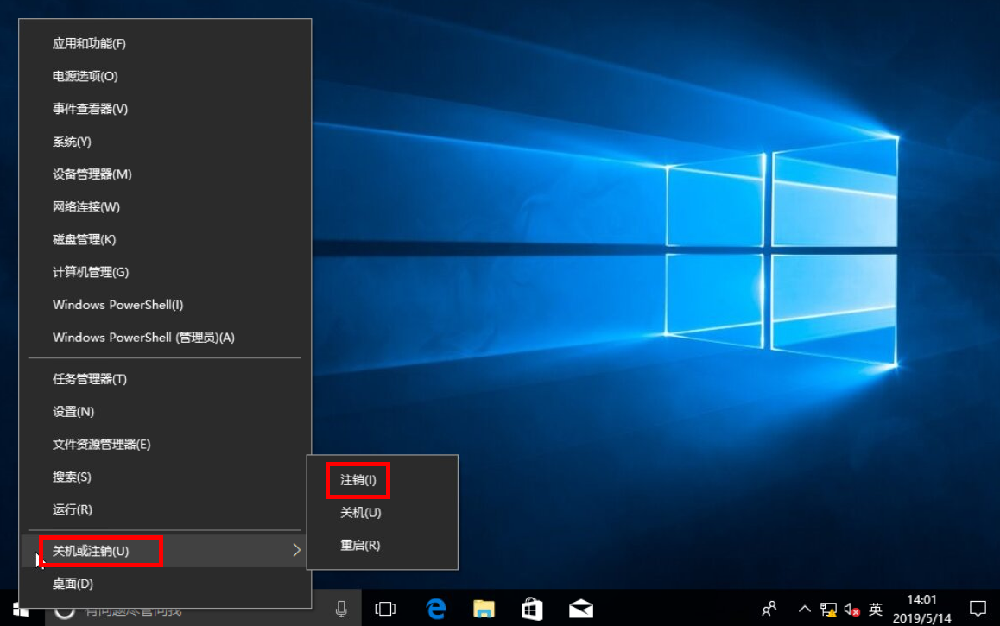 应用和功能(F)
电源选项(O)
事件查看器(V)
系统(Y)
设备管理器(M)
网络连接(W)
磁盘管理(K)
计算机管理(G)
Windows PowerShell(I)
Windows PowerShell (管理员)(A)
任务管理器(T)
设置(N)
文件资源管理器(E)
搜索(S)
运行(R)
关机或注销(U)
桌面(D)
注销(I)
关机(U)
重启(R)
有问题尽管问我
英
14:01
2019/5/14